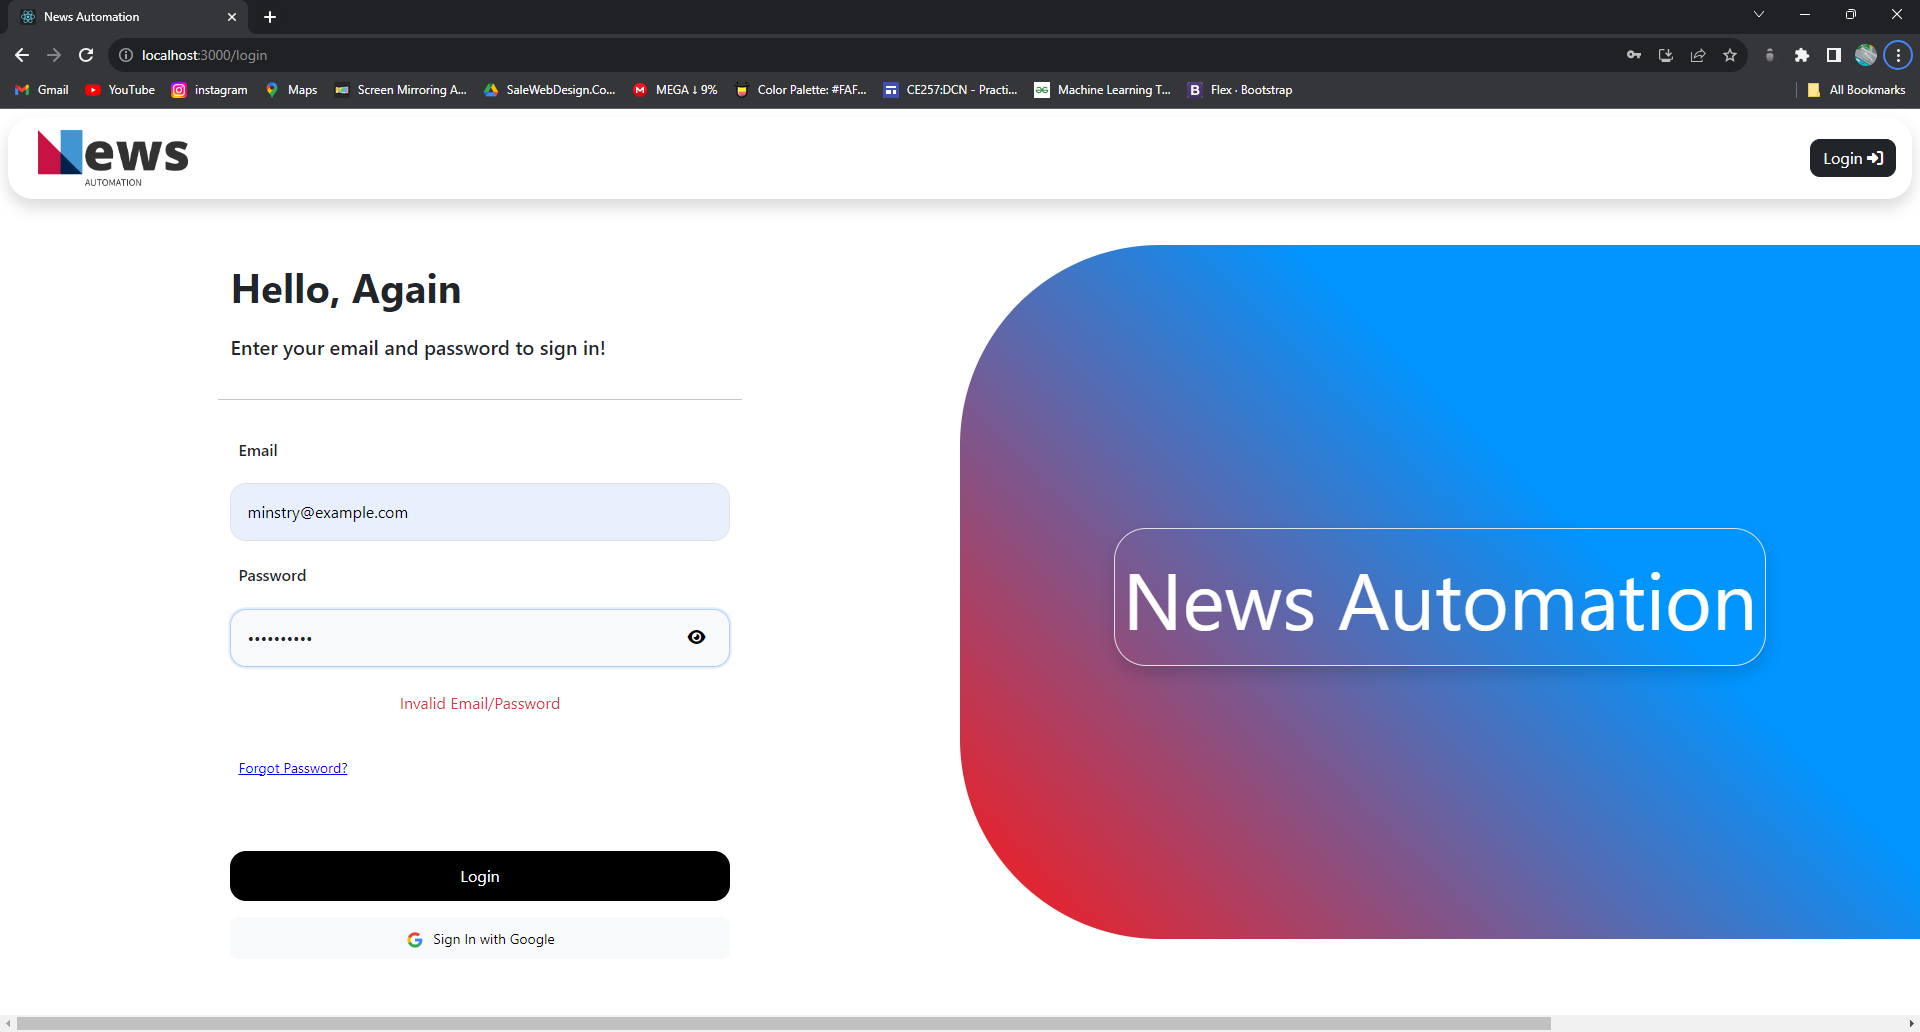 News Automation
localhost:3000/login
Gmail
YouTube
instagram
Maps
Screen Mirroring A...
SaleWebDesign.Co...
MEGA ↓ 9%
Color Palette: #FAF...
CE257:DCN - Practi...
Machine Learning T...
Flex · Bootstrap
All Bookmarks
News
AUTOMATION
Login
Hello, Again
Enter your email and password to sign in!
Email
minstry@example.com
Password
••••••••••
Invalid Email/Password
Forgot Password?
Login
Sign In with Google
News Automation